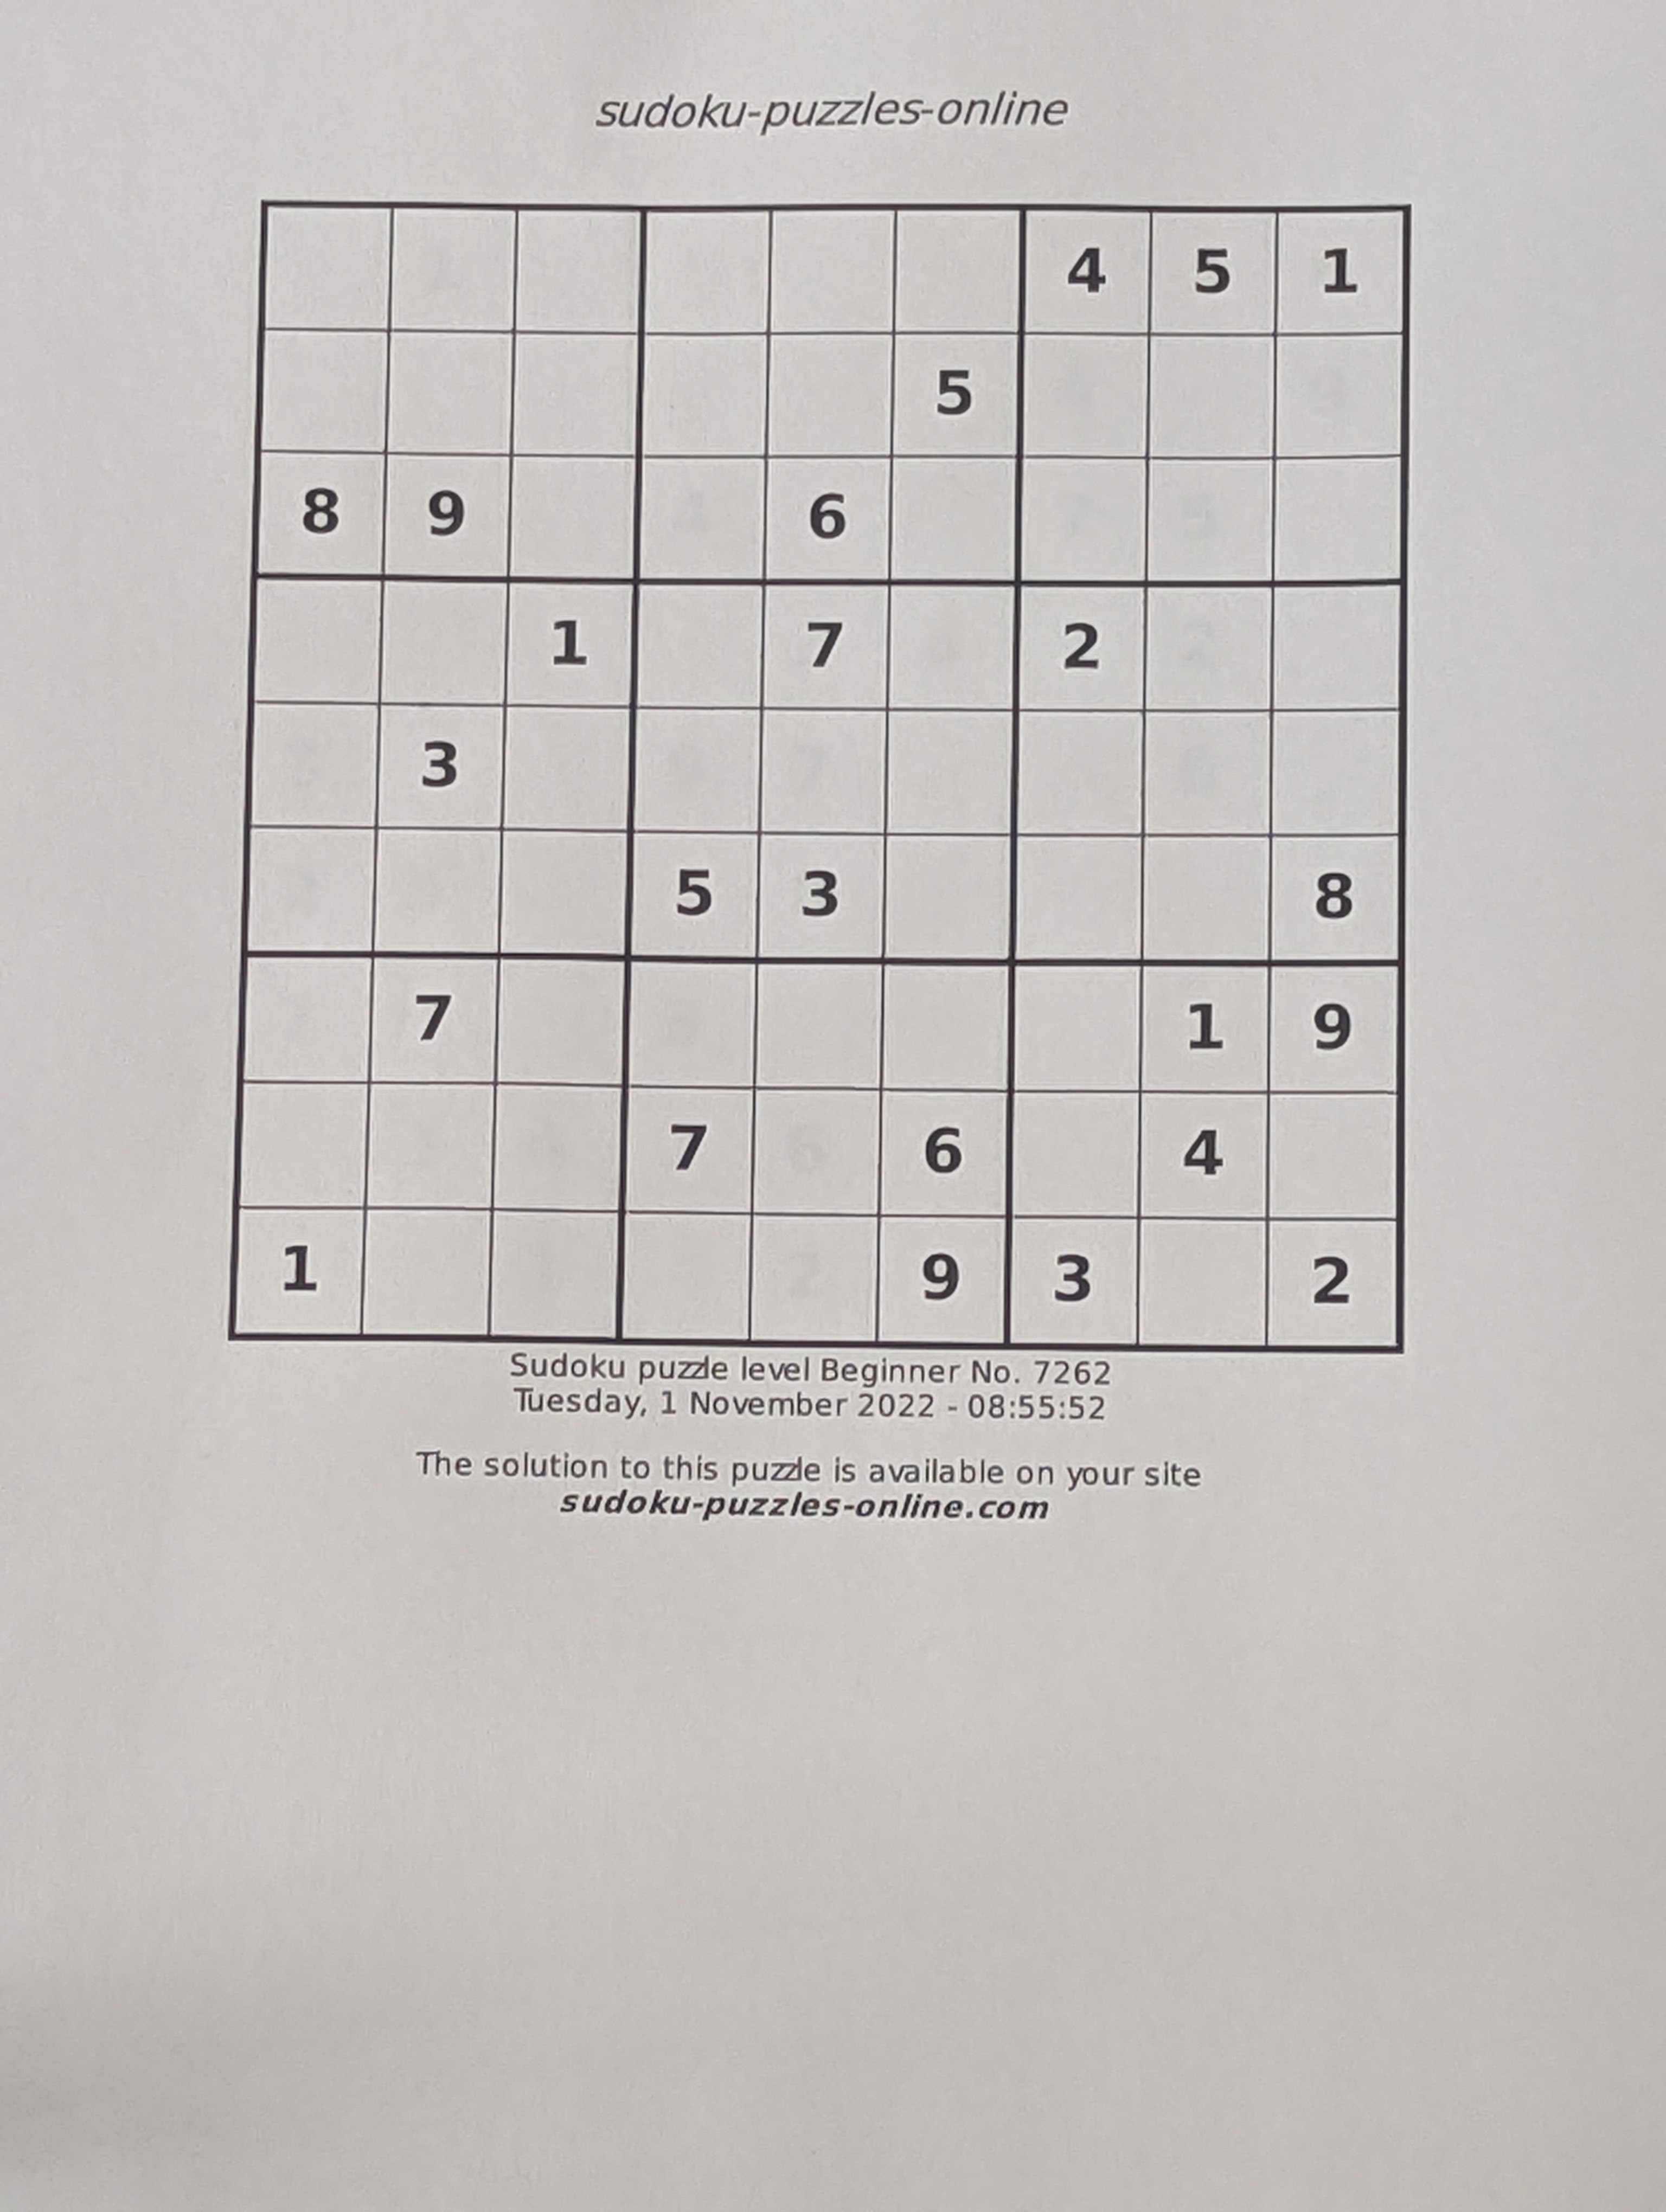 sudoku-puzzles-online
4 5 1
5
8 9 6
1 7 2
3
5 3 8
7 1 9
7 6 4
1 9 3 2
Sudoku puzzle level Beginner No. 7262
Tuesday, 1 November 2022 - 08:55:52
The solution to this puzzle is available on your site
sudoku-puzzles-online.com